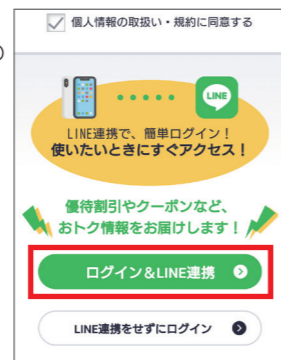 個人情報の取扱い・規約に同意する
LINE
LINE連携で、簡単ログイン！
使いたいときにすぐアクセス！
優待割引やクーポンなど、
おトク情報をお届けします！
ログイン&LINE連携
LINE連携をせずにログイン